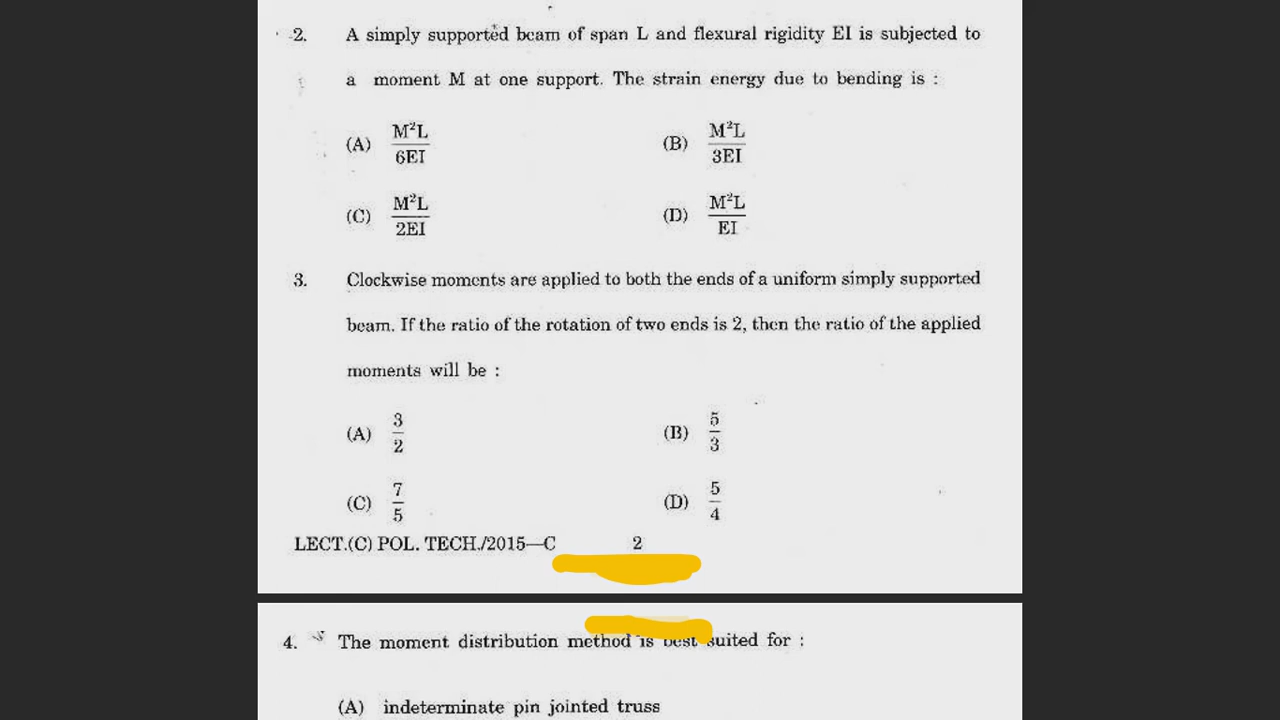 2. A simply supported beam of span L and flexural rigidity EI is subjected to
a moment M at one support. The strain energy due to bending is :
(A) M²L/6EI (B) M²L/3EI
(C) M²L/2EI (D) M²L/EI
3. Clockwise moments are applied to both the ends of a uniform simply supported
beam. If the ratio of the rotation of two ends is 2, then the ratio of the applied
moments will be :
(A) 3/2 (B) 5/3
(C) 7/5 (D) 5/4
LECT.(C) POL. TECH./2015—C 2
4. The moment distribution method is best suited for :
(A) indeterminate pin jointed truss